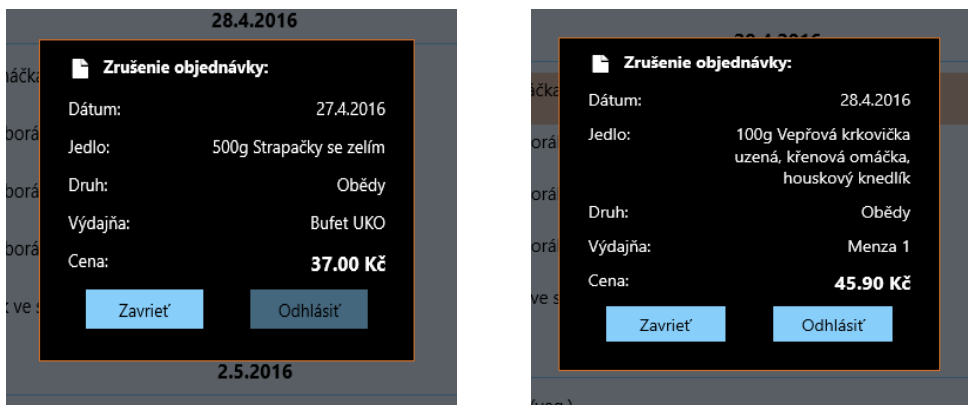 28.4.2016
Zrušenie objednávky:
Dátum: 27.4.2016
Jedlo: 500g Strapačky se zelím
Druh: Obědy
Výdajňa: Bufet UKO
Cena: 37.00 Kč
Zavrieť Odhlásiť
ve s
2.5.2016
Zrušenie objednávky:
Dátum: 28.4.2016
Jedlo: 100g Vepřová krkovička
uzená, křenová omáčka,
houskový knedlík
Druh: Obědy
Výdajňa: Menza 1
Cena: 45.90 Kč
Zavrieť Odhlásiť